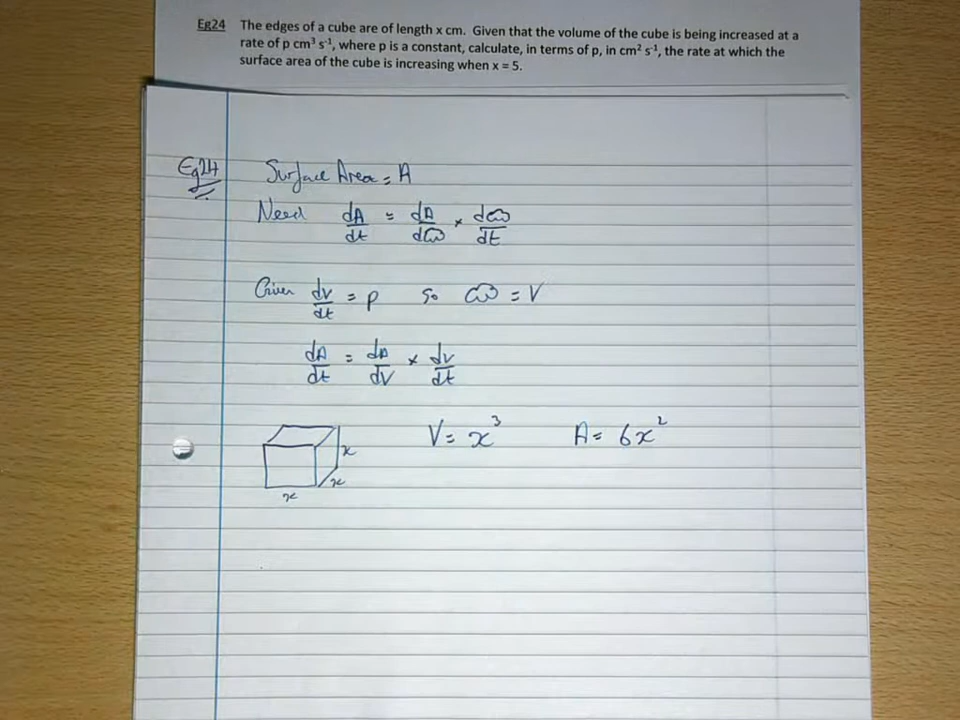 Eg24 The edges of a cube are of length x cm. Given that the volume of the cube is being increased at a
rate of p cm³ s⁻¹, where p is a constant, calculate, in terms of p, in cm² s⁻¹, the rate at which the
surface area of the cube is increasing when x = 5.
Eg24 Surface Area = A
Need dA/dt = dA/d☁ × d☁/dt
Given dV/dt = p so ☁ = V
dA/dt = dA/dV × dV/dt
V = x³ A = 6x²
x
x
x